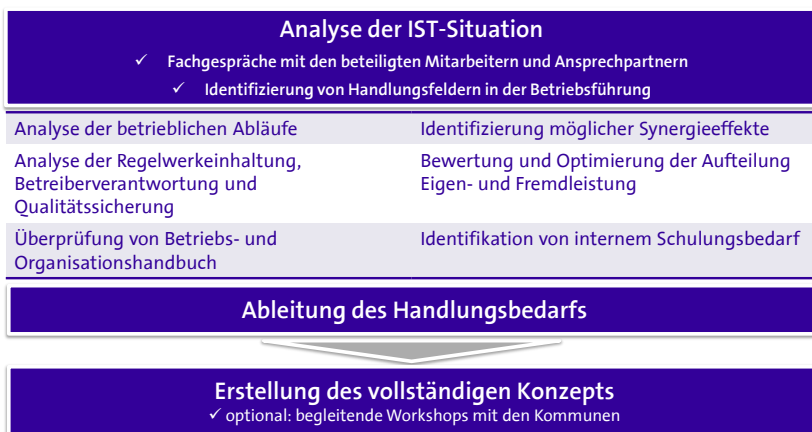 Analyse der IST-Situation
✓ Fachgespräche mit den beteiligten Mitarbeitern und Ansprechpartnern
✓ Identifizierung von Handlungsfeldern in der Betriebsführung
Analyse der betrieblichen Abläufe
Identifizierung möglicher Synergieeffekte
Analyse der Regelwerkeinhaltung,
Betreiberverantwortung und
Qualitätssicherung
Bewertung und Optimierung der Aufteilung
Eigen- und Fremdleistung
Überprüfung von Betriebs- und
Organisationshandbuch
Identifikation von internem Schulungsbedarf
Ableitung des Handlungsbedarfs
Erstellung des vollständigen Konzepts
✓ optional: begleitende Workshops mit den Kommunen